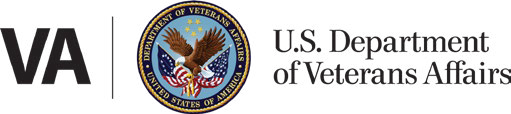 VA
DEPARTMENT OF VETERANS AFFAIRS
UNITED STATES OF AMERICA
U.S. Department
of Veterans Affairs